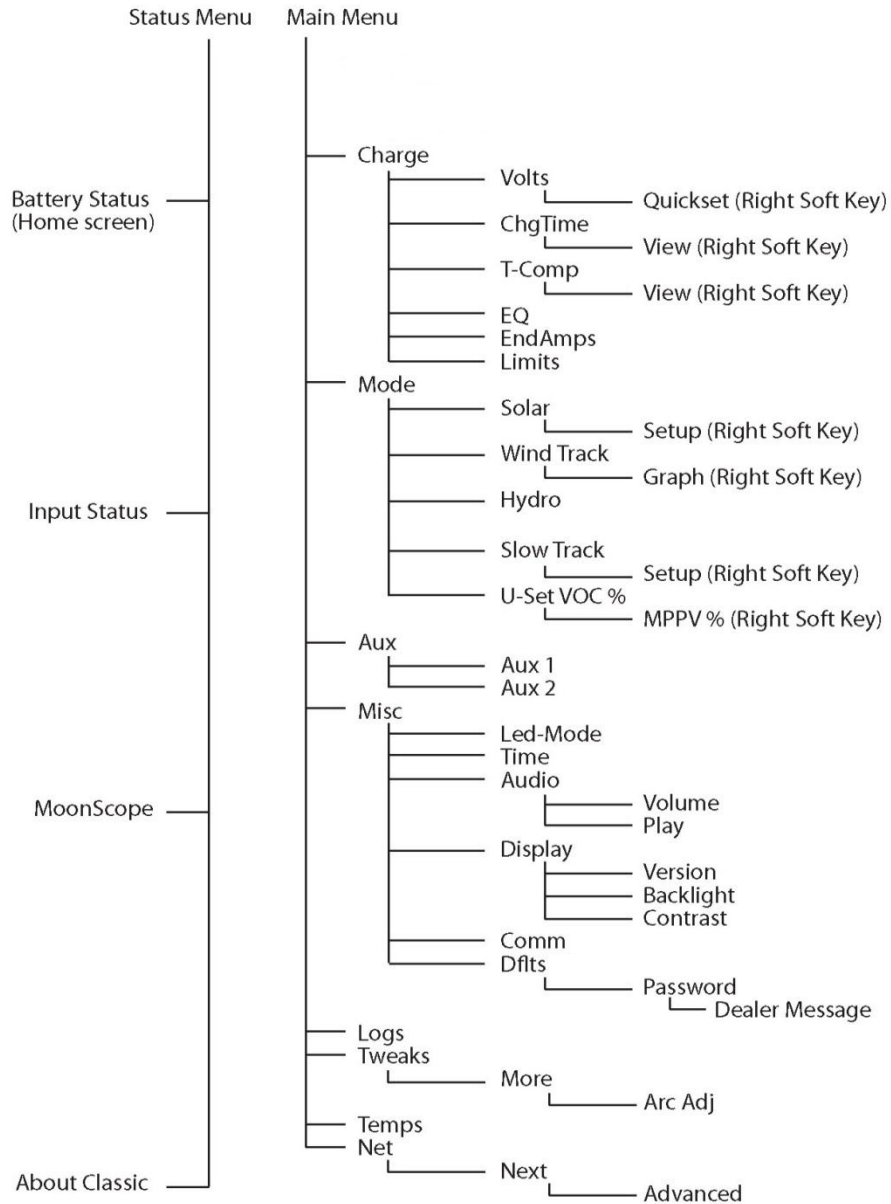 Status Menu
Battery Status
(Home screen)
Input Status
MoonScope
About Classic
Main Menu
Charge
Volts
Quickset (Right Soft Key)
ChgTime
View (Right Soft Key)
T-Comp
View (Right Soft Key)
EQ
EndAmps
Limits
Mode
Solar
Setup (Right Soft Key)
Wind Track
Graph (Right Soft Key)
Hydro
Slow Track
Setup (Right Soft Key)
U-Set VOC %
MPPV % (Right Soft Key)
Aux
Aux 1
Aux 2
Misc
Led-Mode
Time
Audio
Volume
Play
Display
Version
Backlight
Contrast
Comm
Dflts
Password
Dealer Message
Logs
Tweaks
More
Arc Adj
Temps
Net
Next
Advanced